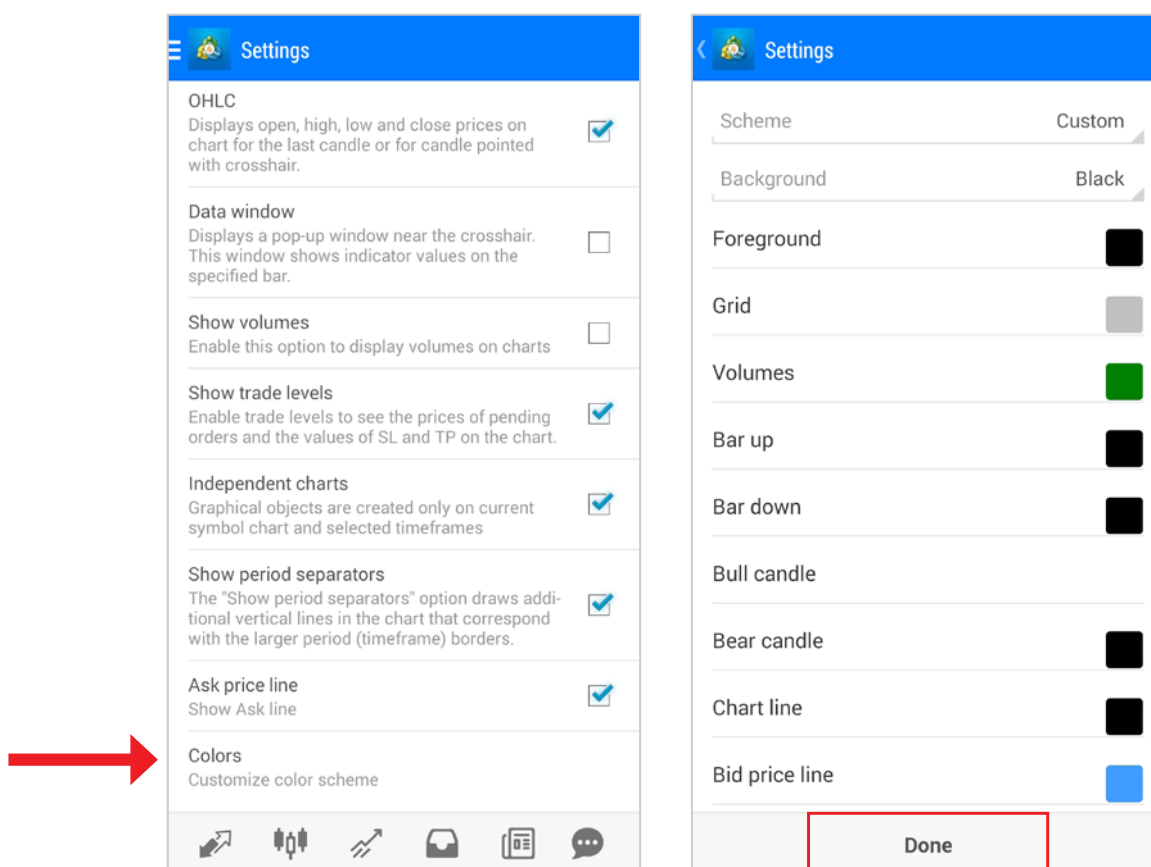 Settings
OHLC
Displays open, high, low and close prices on
chart for the last candle or for candle pointed
with crosshair.
Data window
Displays a pop-up window near the crosshair.
This window shows indicator values on the
specified bar.
Show volumes
Enable this option to display volumes on charts
Show trade levels
Enable trade levels to see the prices of pending
orders and the values of SL and TP on the chart.
Independent charts
Graphical objects are created only on current
symbol chart and selected timeframes
Show period separators
The "Show period separators" option draws addi-
tional vertical lines in the chart that correspond
with the larger period (timeframe) borders.
Ask price line
Show Ask line
Colors
Customize color scheme
Settings
Scheme Custom
Background Black
Foreground
Grid
Volumes
Bar up
Bar down
Bull candle
Bear candle
Chart line
Bid price line
Done